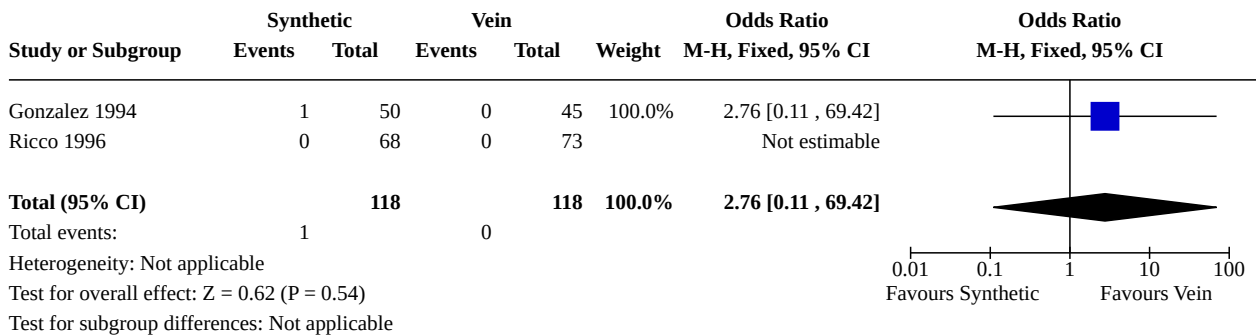 Synthetic Vein Odds Ratio Odds Ratio
Study or Subgroup Events Total Events Total Weight M-H, Fixed, 95% CI M-H, Fixed, 95% CI
Gonzalez 1994 1 50 0 45 100.0% 2.76 [0.11 , 69.42]
Ricco 1996 0 68 0 73 Not estimable
Total (95% CI) 118 118 100.0% 2.76 [0.11 , 69.42]
Total events: 1 0
Heterogeneity: Not applicable 0.01 0.1 1 10 100
Test for overall effect: Z = 0.62 (P = 0.54) Favours Synthetic Favours Vein
Test for subgroup differences: Not applicable